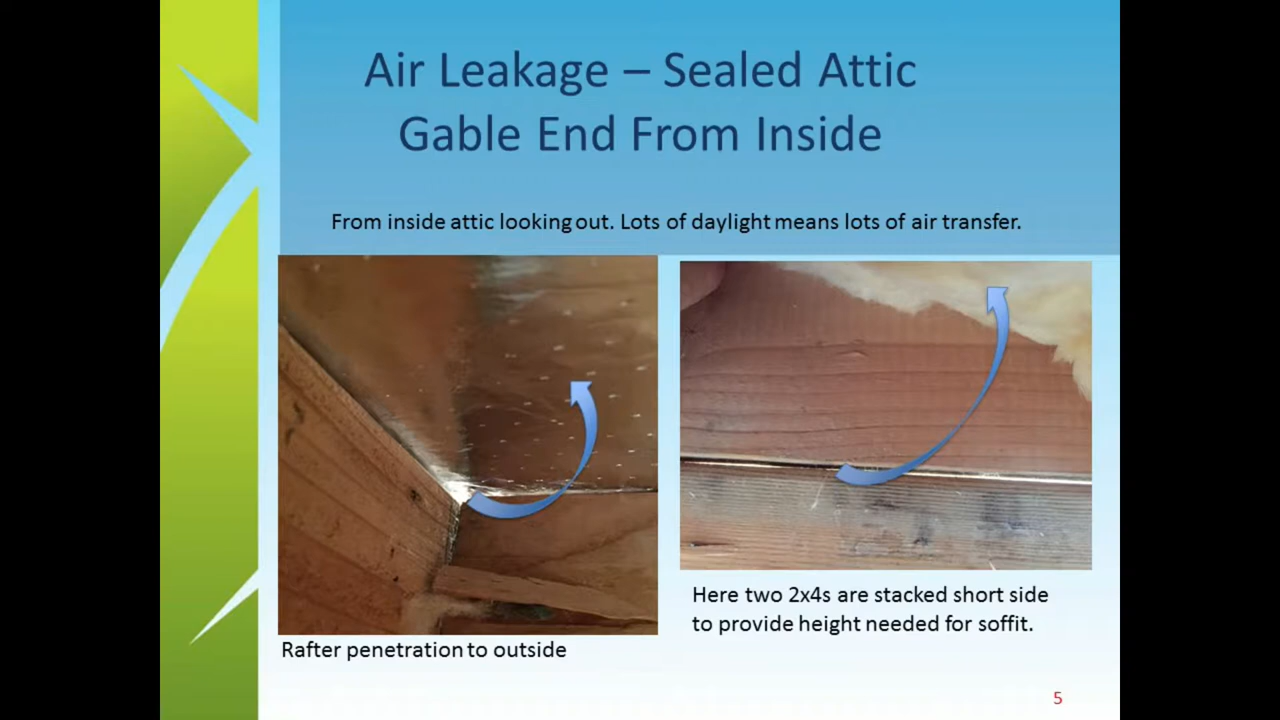 Air Leakage – Sealed Attic
Gable End From Inside
From inside attic looking out. Lots of daylight means lots of air transfer.
Here two 2x4s are stacked short side
to provide height needed for soffit.
Rafter penetration to outside
5